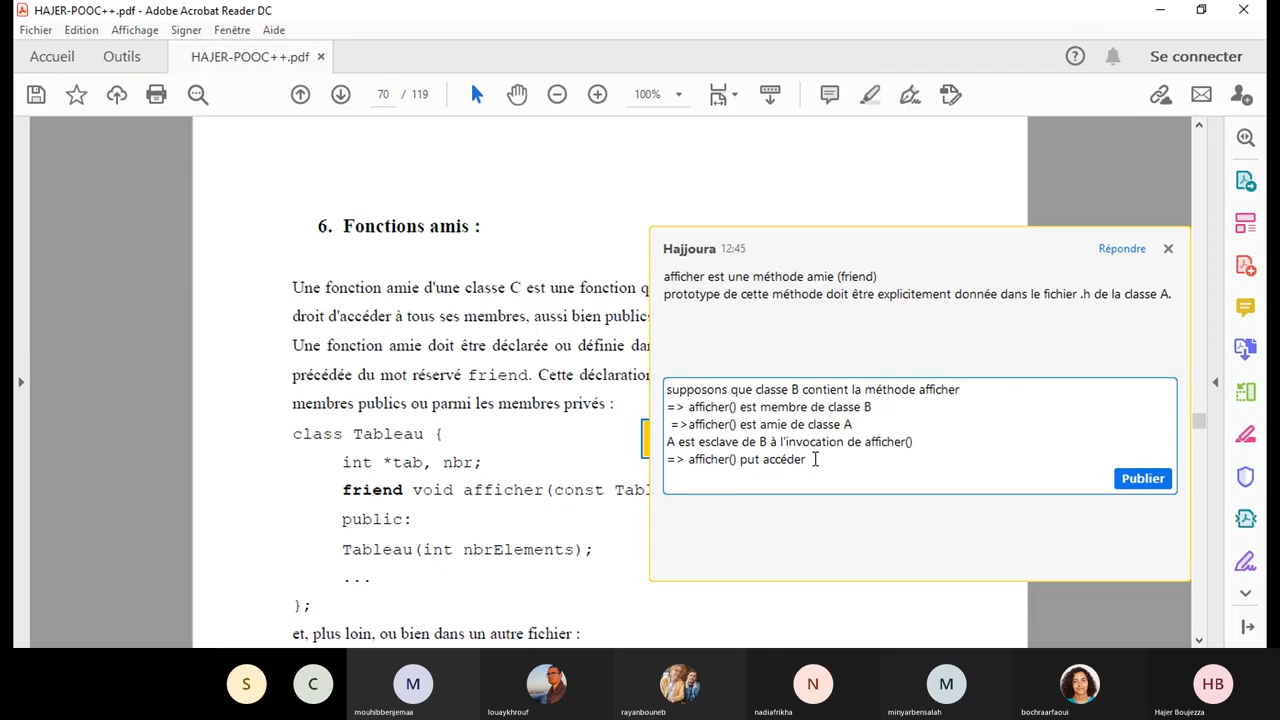 HAJER-POOC++.pdf - Adobe Acrobat Reader DC
Fichier Edition Affichage Signer Fenêtre Aide
Accueil Outils HAJER-POOC++.pdf × Se connecter
70 / 119 100%
6. Fonctions amis :
Une fonction amie d'une classe C est une fonction q
droit d'accéder à tous ses membres, aussi bien publics
Une fonction amie doit être déclarée ou définie da
précédée du mot réservé friend. Cette déclaration
membres publics ou parmi les membres privés :
class Tableau {
int *tab, nbr;
friend void afficher(const Tabl
public:
Tableau(int nbrElements);
...
};
et, plus loin, ou bien dans un autre fichier :
Hajjoura 12:45 Répondre
afficher est une méthode amie (friend)
prototype de cette méthode doit être explicitement donnée dans le fichier .h de la classe A.
supposons que classe B contient la méthode afficher
=> afficher() est membre de classe B
=>afficher() est amie de classe A
A est esclave de B à l'invocation de afficher()
=> afficher() put accéder
Publier
S C M N M HB
mouhibbenjemaa louaykhrouf rayanbouneb nadiafrikha minyarbensalah bochraarfaoui Hajer Boujezza